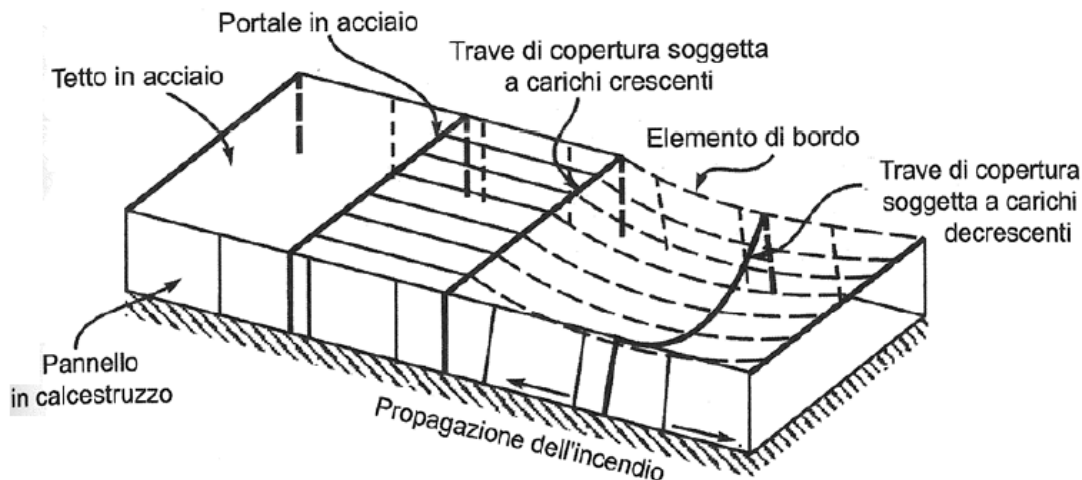 Portale in acciaio
Tetto in acciaio
Trave di copertura soggetta
a carichi crescenti
Elemento di bordo
Trave di copertura
soggetta a carichi
decrescenti
Pannello
in calcestruzzo
Propagazione dell'incendio